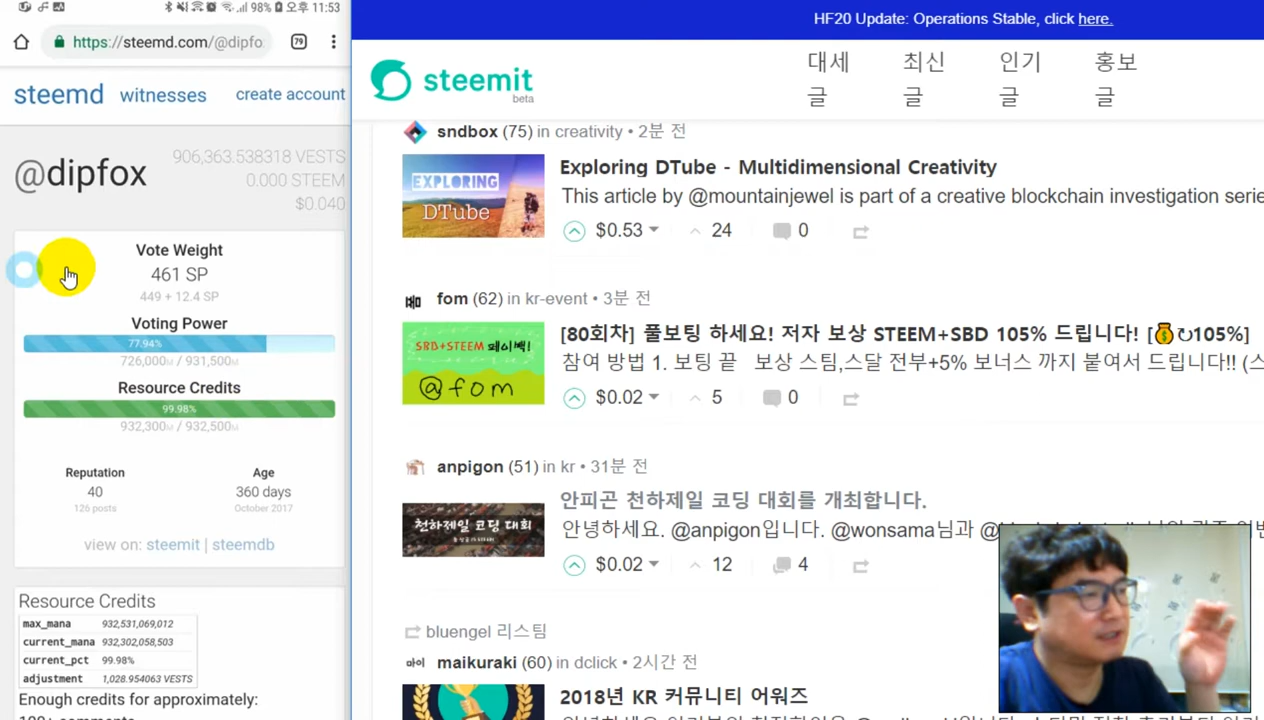 98% 오후 11:53
https://steemd.com/@dipfo
79
steemd witnesses create account
@dipfox
906,363.538318 VESTS
0.000 STEEM
$0.040
Vote Weight
461 SP
449 + 12.4 SP
Voting Power
77.94%
726,000M / 931,500M
Resource Credits
99.98%
932,300M / 932,500M
Reputation Age
40 360 days
126 posts October 2017
view on: steemit | steemdb
Resource Credits
max_mana 932,531,069,012
current_mana 932,302,058,503
current_pct 99.98%
adjustment 1,028.954063 VESTS
Enough credits for approximately:
HF20 Update: Operations Stable, click here.
steemit
beta
대세글 최신글 인기글 홍보글
sndbox (75) in creativity • 2분 전
EXPLORING
DTube
Exploring DTube - Multidimensional Creativity
This article by @mountainjewel is part of a creative blockchain investigation serie
$0.53 24 0
fom (62) in kr-event • 3분 전
SBD+STEEM 페이백!
@fom
[80회차] 풀보팅 하세요! 저자 보상 STEEM+SBD 105% 드립니다! [💰↻105%]
참여 방법 1. 보팅 끝 보상 스팀,스달 전부+5% 보너스 까지 붙여서 드립니다!! (스
$0.02 5 0
anpigon (51) in kr • 31분 전
천하제일 코딩 대회
안피곤 천하제일 코딩 대회를 개최합니다.
안녕하세요. @anpigon입니다. @wonsama님과
$0.02 12 4
bluengel 리스팀
마이
maikuraki (60) in dclick • 2시간 전
2018년 KR 커뮤니티 어워즈